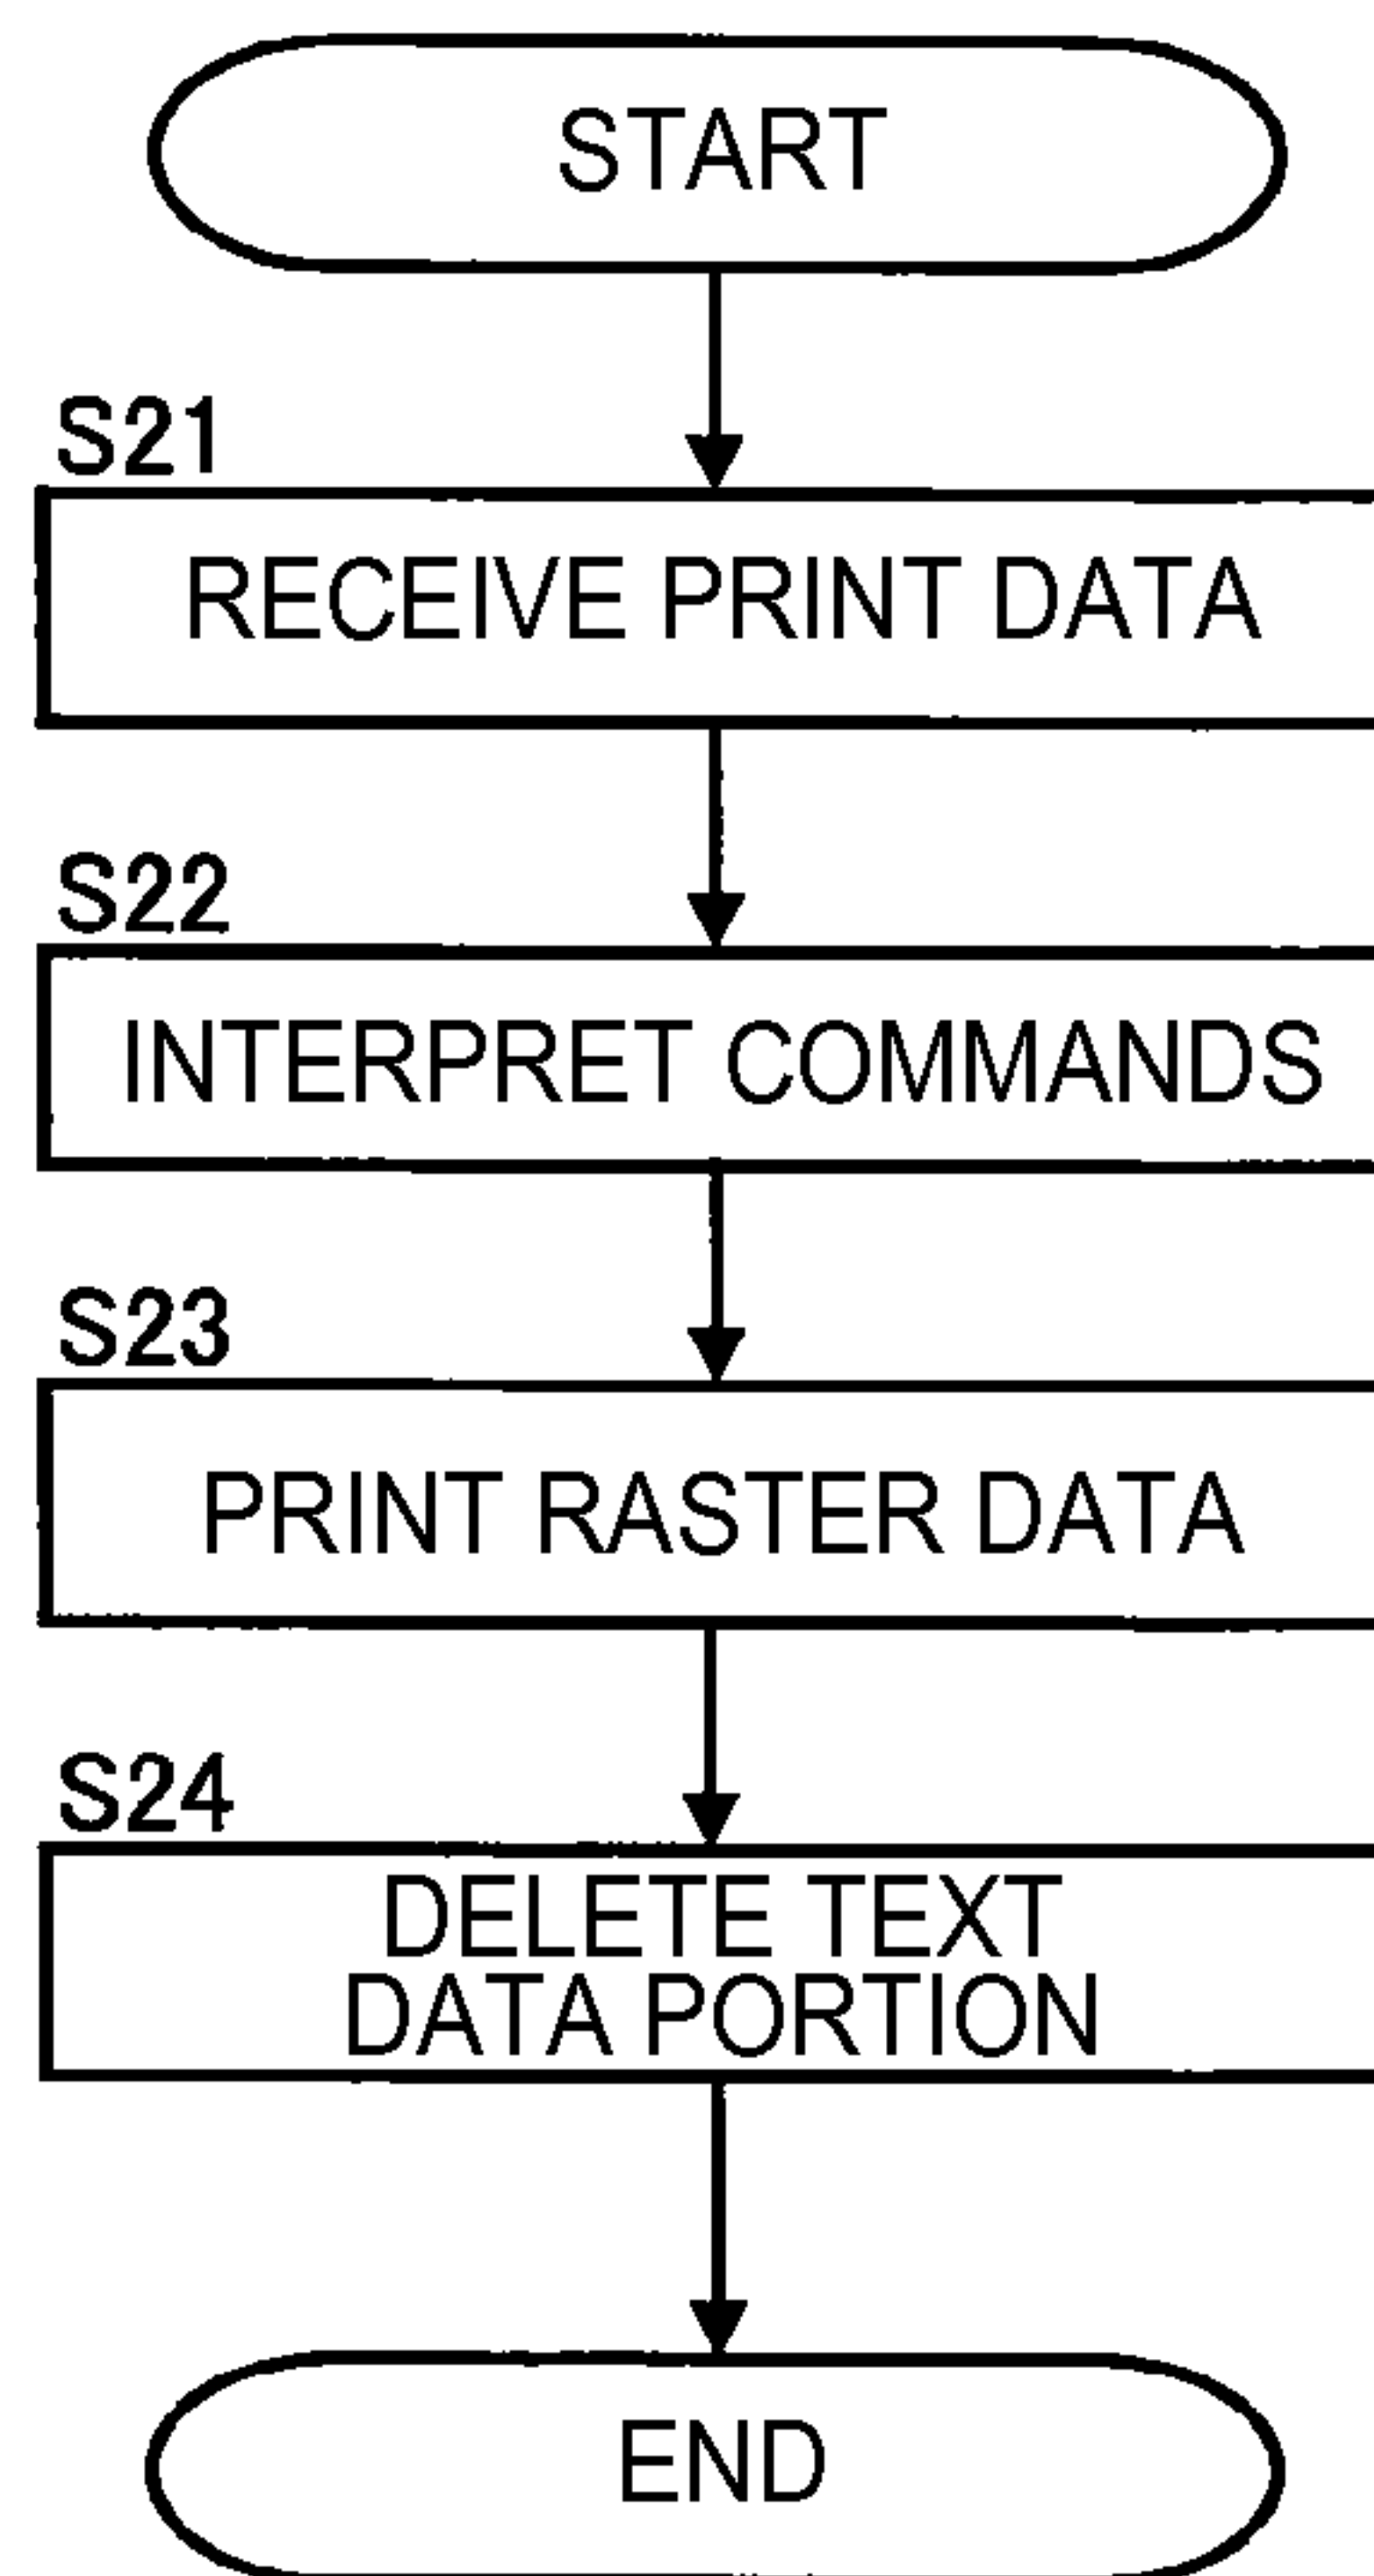 START
S21
RECEIVE PRINT DATA
S22
INTERPRET COMMANDS
S23
PRINT RASTER DATA
S24
DELETE TEXT
DATA PORTION
END